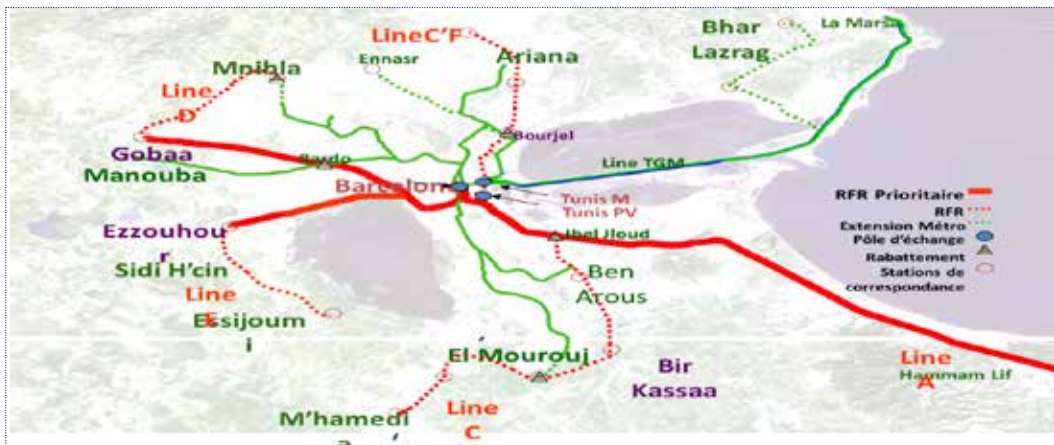 LineC'F
Bhar
Lazrag
La Marsa
Ennasr
Ariana
Mnihla
Line
D
Bourjel
Gobaa
Manouba
Bardo
Line TGM
Barcelon
Tunis M
Tunis PV
RFR Prioritaire
RFR
Extension Métro
Pôle d'échange
Rabattement
Stations de
correspondance
Ezzouhou
r
Jbel Jloud
Sidi H'cin
Ben
Arous
Line
E
Essijoum
i
El Mourouj
Bir
Kassaa
Line
A
Hammam Lif
M'hamedi
a
Line
C